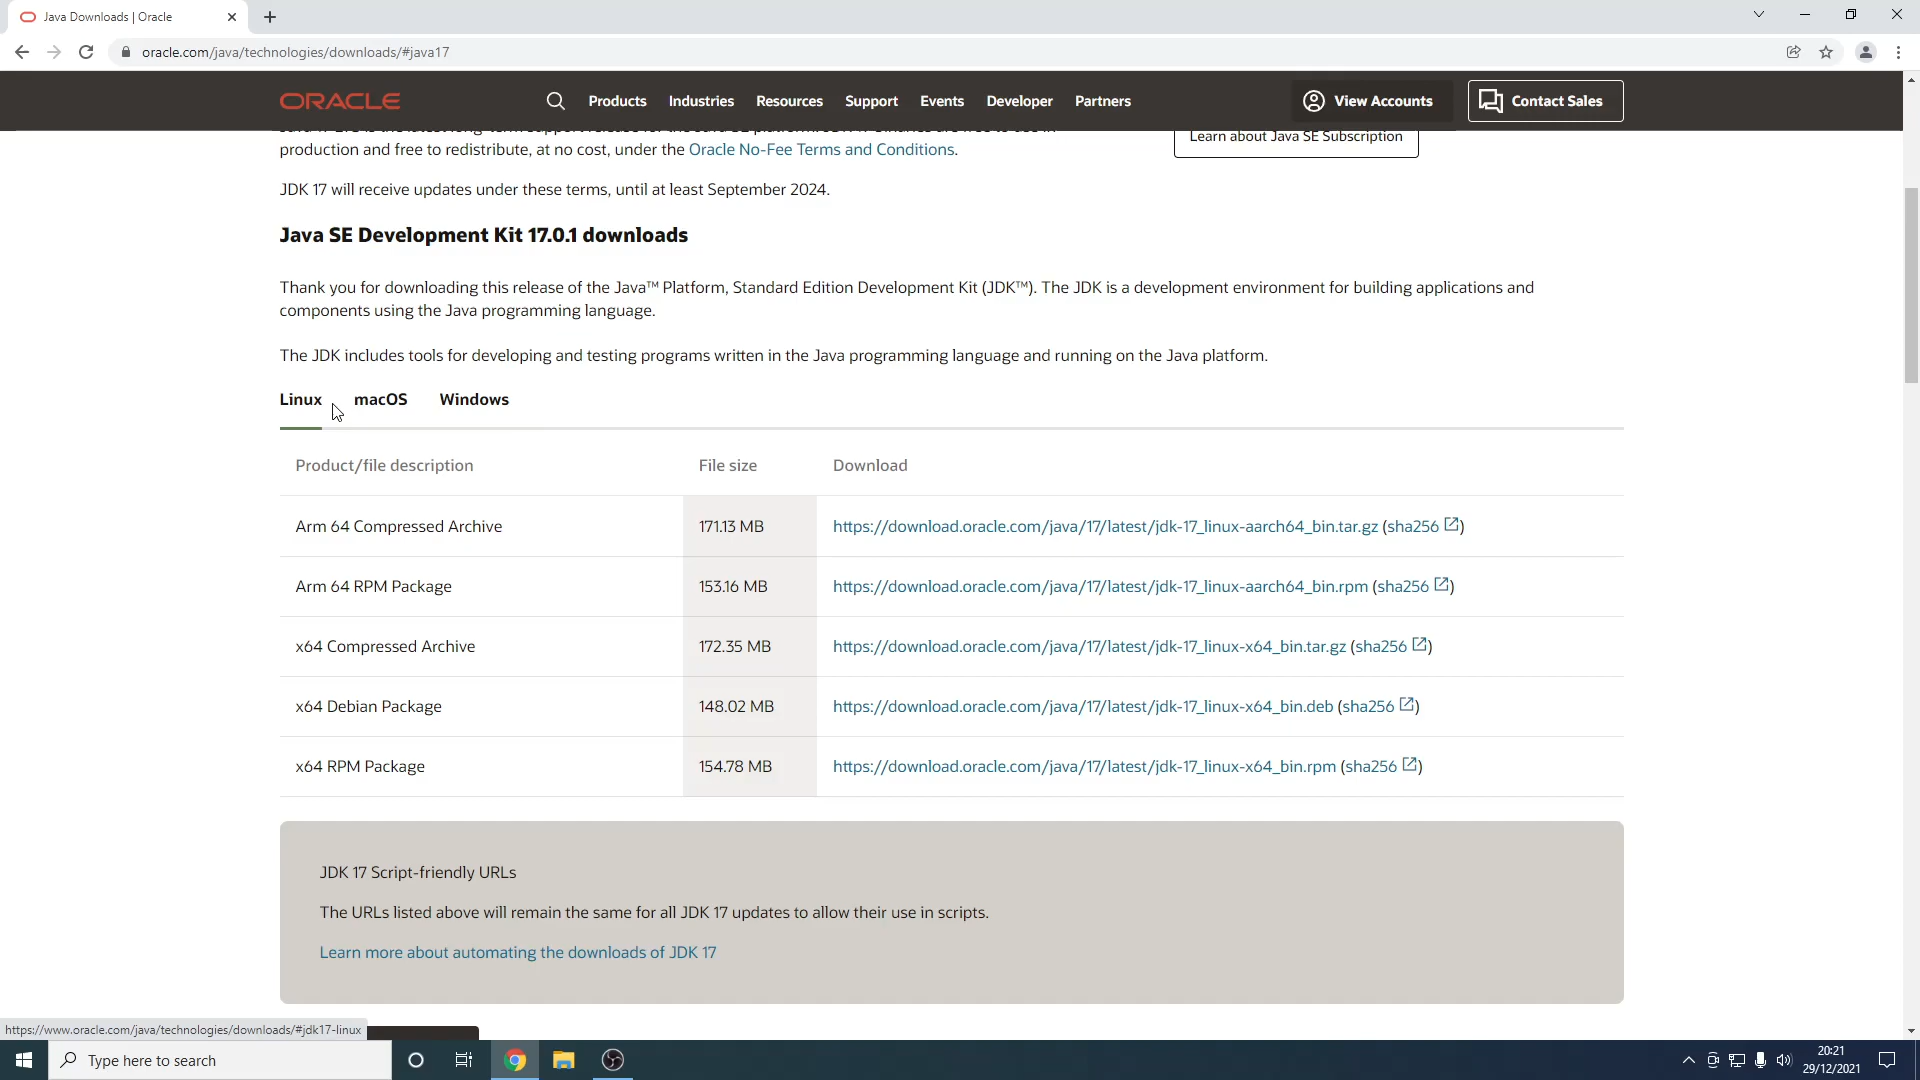 Java Downloads | Oracle
oracle.com/java/technologies/downloads/#java17
ORACLE
Products Industries Resources Support Events Developer Partners
View Accounts
Contact Sales
production and free to redistribute, at no cost, under the Oracle No-Fee Terms and Conditions.
Learn about Java SE Subscription
JDK 17 will receive updates under these terms, until at least September 2024.
Java SE Development Kit 17.0.1 downloads
Thank you for downloading this release of the Java™ Platform, Standard Edition Development Kit (JDK™). The JDK is a development environment for building applications and
components using the Java programming language.
The JDK includes tools for developing and testing programs written in the Java programming language and running on the Java platform.
Linux macOS Windows
Product/file description File size Download
Arm 64 Compressed Archive 171.13 MB https://download.oracle.com/java/17/latest/jdk-17_linux-aarch64_bin.tar.gz (sha256)
Arm 64 RPM Package 153.16 MB https://download.oracle.com/java/17/latest/jdk-17_linux-aarch64_bin.rpm (sha256)
x64 Compressed Archive 172.35 MB https://download.oracle.com/java/17/latest/jdk-17_linux-x64_bin.tar.gz (sha256)
x64 Debian Package 148.02 MB https://download.oracle.com/java/17/latest/jdk-17_linux-x64_bin.deb (sha256)
x64 RPM Package 154.78 MB https://download.oracle.com/java/17/latest/jdk-17_linux-x64_bin.rpm (sha256)
JDK 17 Script-friendly URLs
The URLs listed above will remain the same for all JDK 17 updates to allow their use in scripts.
Learn more about automating the downloads of JDK 17
https://www.oracle.com/java/technologies/downloads/#jdk17-linux
Type here to search
20:21
29/12/2021